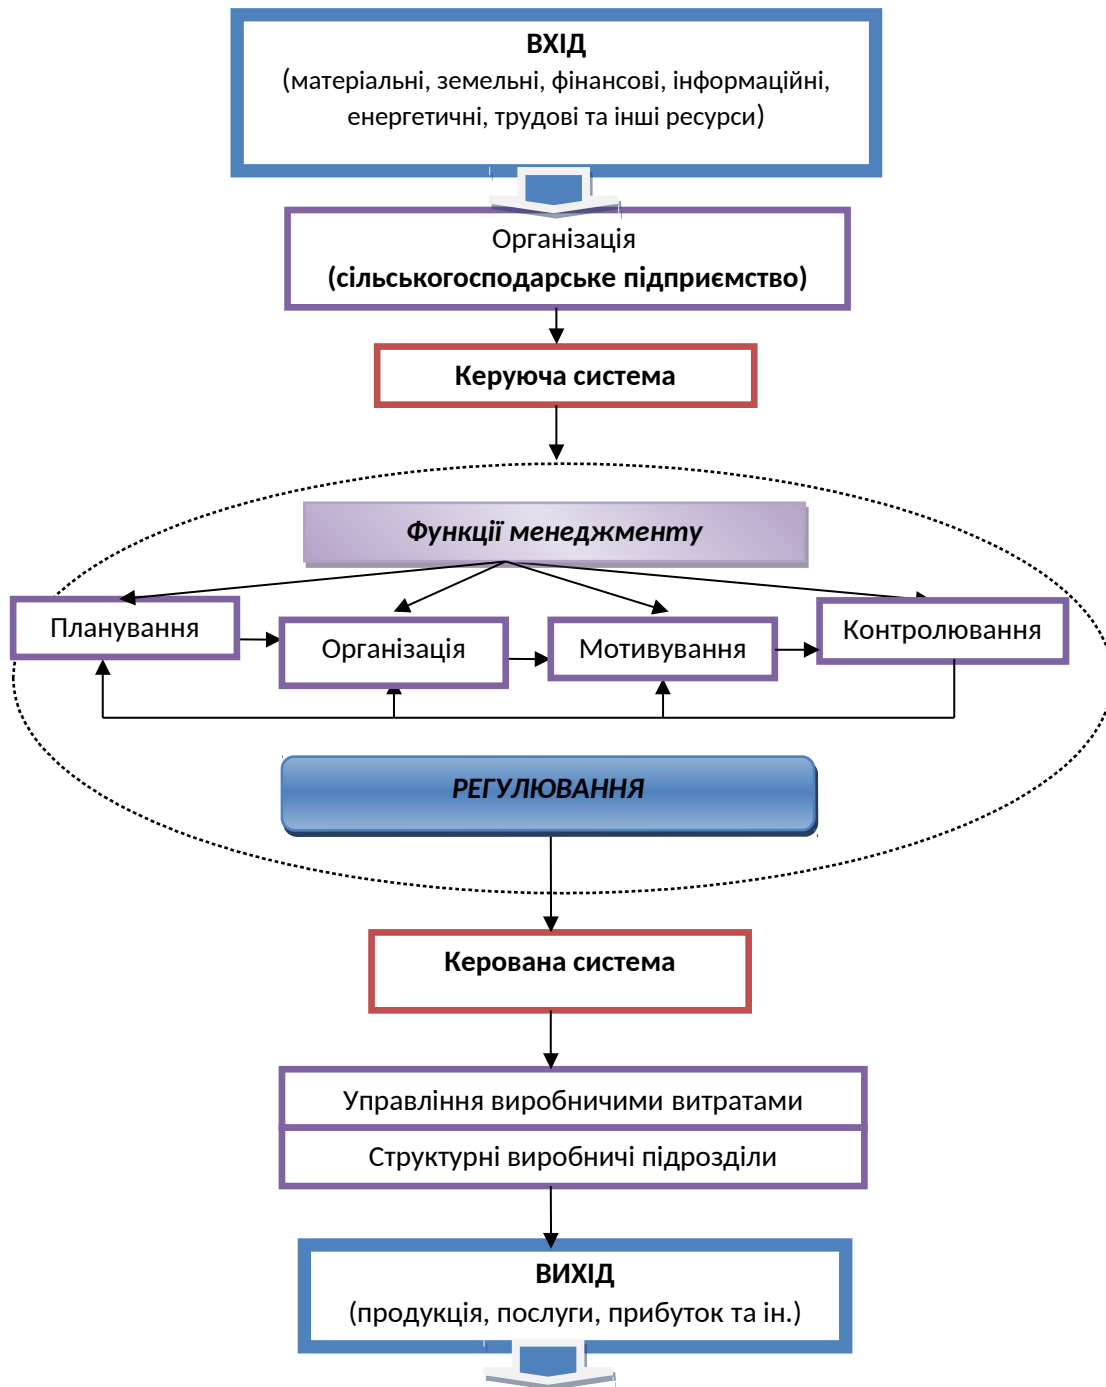 ВХІД
(матеріальні, земельні, фінансові, інформаційні,
енергетичні, трудові та інші ресурси)
Організація
(сільськогосподарське підприємство)
Керуюча система
Функції менеджменту
Планування
Організація
Мотивування
Контролювання
РЕГУЛЮВАННЯ
Керована система
Управління виробничими витратами
Структурні виробничі підрозділи
ВИХІД
(продукція, послуги, прибуток та ін.)